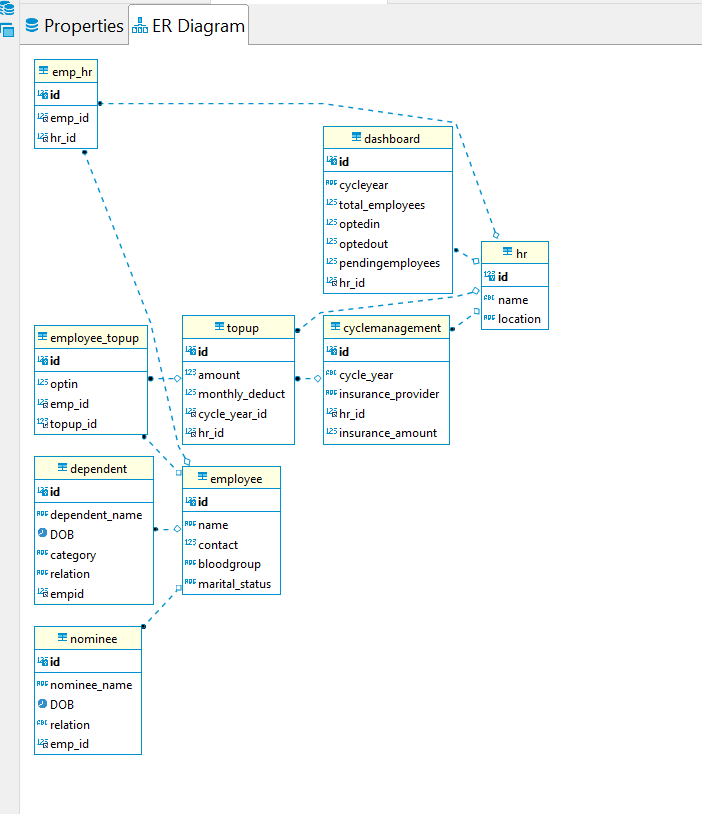 Properties
ER Diagram
emp_hr
id
emp_id
hr_id
dashboard
id
cycleyear
total_employees
optedin
optedout
pendingemployees
hr_id
hr
id
name
location
employee_topup
id
optin
emp_id
topup_id
topup
id
amount
monthly_deduct
cycle_year_id
hr_id
cyclemanagement
id
cycle_year
insurance_provider
hr_id
insurance_amount
dependent
id
dependent_name
DOB
category
relation
empid
employee
id
name
contact
bloodgroup
marital_status
nominee
id
nominee_name
DOB
relation
emp_id